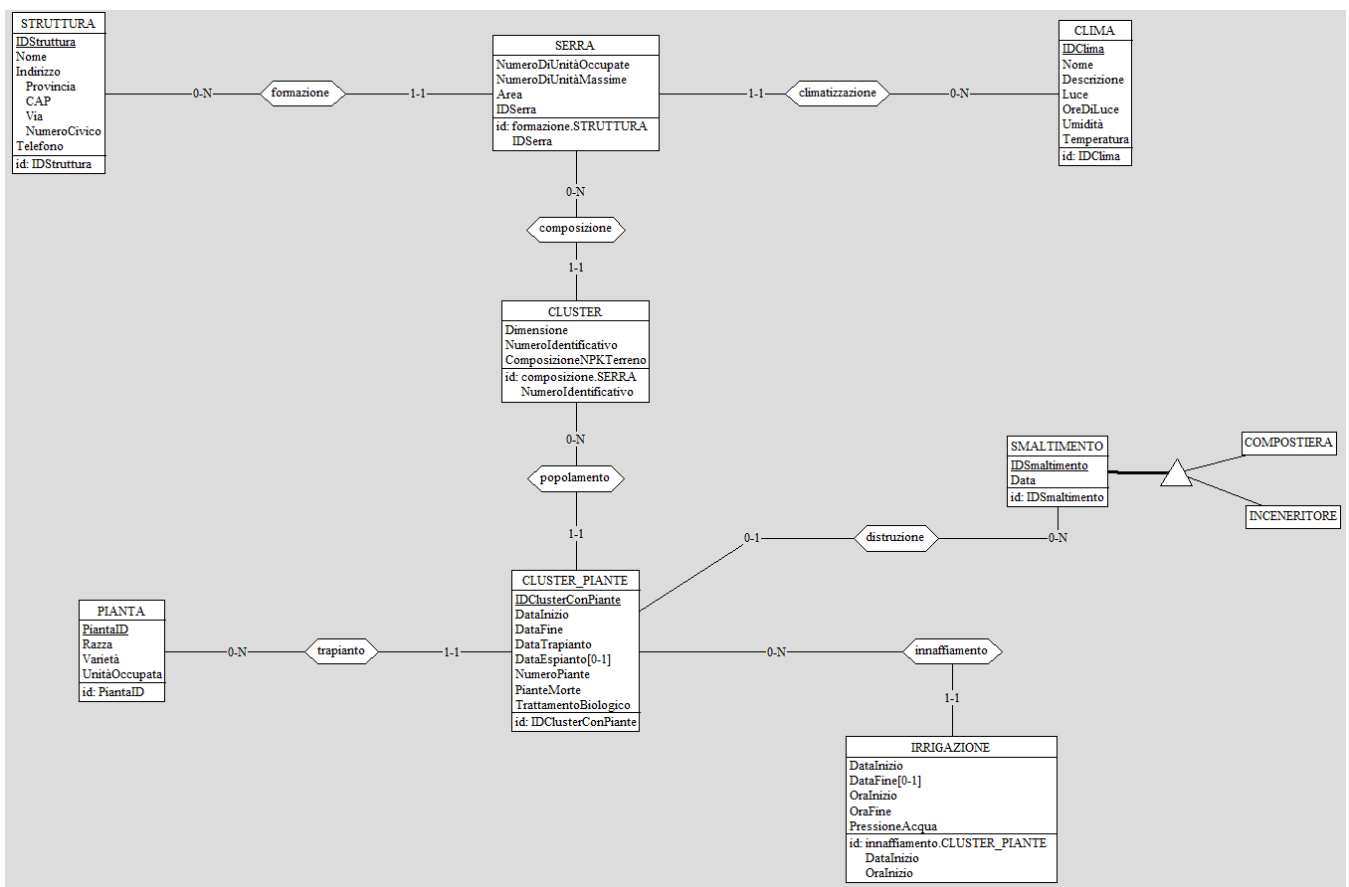 STRUTTURA
IDStruttura
Nome
Indirizzo
Provincia
CAP
Via
NumeroCivico
Telefono
id: IDStruttura
0-N
formazione
1-1
SERRA
NumeroDiUnitàOccupate
NumeroDiUnitàMassime
Area
IDSerra
id: formazione.STRUTTURA
IDSerra
1-1
climatizzazione
0-N
CLIMA
IDClima
Nome
Descrizione
Luce
OreDiLuce
Umidità
Temperatura
id: IDClima
0-N
composizione
1-1
CLUSTER
Dimensione
NumeroIdentificativo
ComposizioneNPKTerreno
id: composizione.SERRA
NumeroIdentificativo
0-N
popolamento
1-1
SMALTIMENTO
IDSmaltimento
Data
id: IDSmaltimento
COMPOSTIERA
INCENERITORE
0-1
distruzione
0-N
PIANTA
PiantaID
Razza
Varietà
UnitàOccupata
id: PiantaID
0-N
trapianto
1-1
CLUSTER_PIANTE
IDClusterConPiante
DataInizio
DataFine
DataTrapianto
DataEspianto[0-1]
NumeroPiante
PianteMorte
TrattamentoBiologico
id: IDClusterConPiante
0-N
innaffiamento
1-1
IRRIGAZIONE
DataInizio
DataFine[0-1]
OraInizio
OraFine
PressioneAcqua
id: innaffiamento.CLUSTER_PIANTE
DataInizio
OraInizio